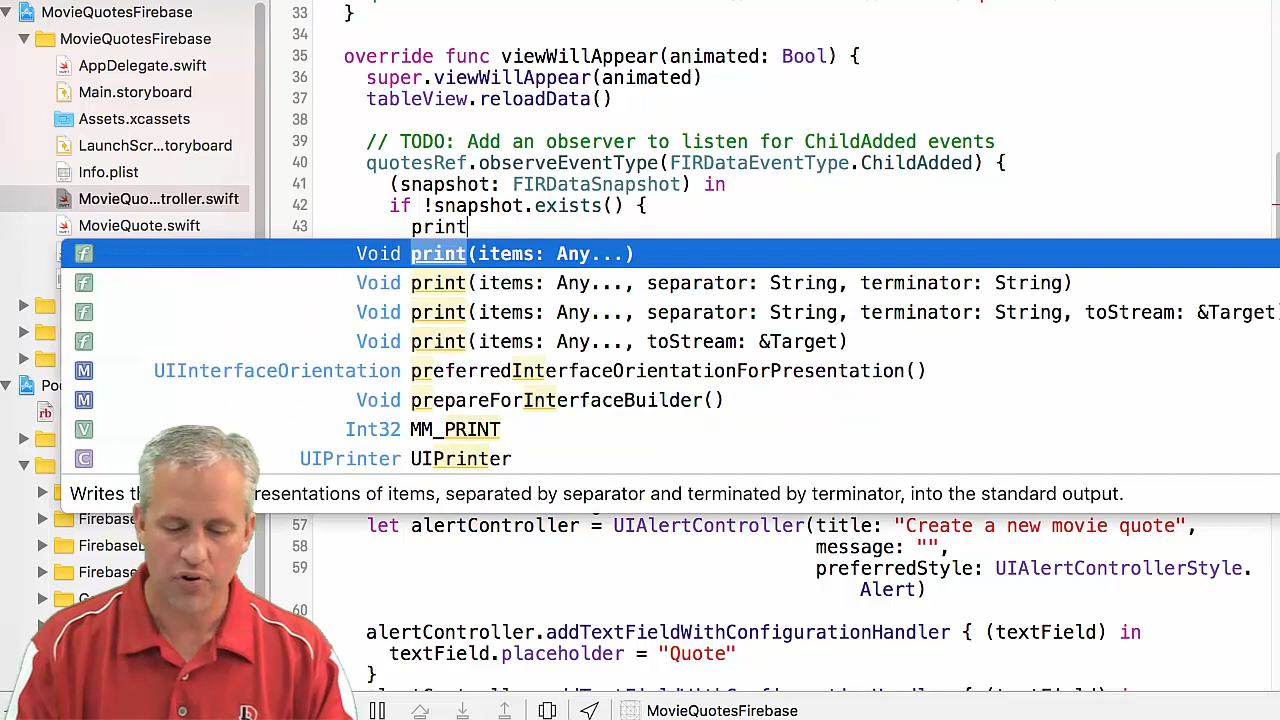 MovieQuotesFirebase
MovieQuotesFirebase
AppDelegate.swift
Main.storyboard
Assets.xcassets
LaunchScr...toryboard
Info.plist
MovieQuo...troller.swift
MovieQuote.swift
33 }
34
35 override func viewWillAppear(animated: Bool) {
36 super.viewWillAppear(animated)
37 tableView.reloadData()
38
39 // TODO: Add an observer to listen for ChildAdded events
40 quotesRef.observeEventType(FIRDataEventType.ChildAdded) {
41 (snapshot: FIRDataSnapshot) in
42 if !snapshot.exists() {
43 print
f Void print(items: Any...)
f Void print(items: Any..., separator: String, terminator: String)
f Void print(items: Any..., separator: String, terminator: String, toStream: &Target
f Void print(items: Any..., toStream: &Target)
M UIInterfaceOrientation preferredInterfaceOrientationForPresentation()
M Void prepareForInterfaceBuilder()
V Int32 MM_PRINT
C UIPrinter UIPrinter
Writes th presentations of items, separated by separator and terminated by terminator, into the standard output.
Po
rb
Firebase
Firebase
Firebase
57 let alertController = UIAlertController(title: "Create a new movie quote",
58 message: "",
59 preferredStyle: UIAlertControllerStyle.
Alert)
60
alertController.addTextFieldWithConfigurationHandler { (textField) in
textField.placeholder = "Quote"
}
MovieQuotesFirebase